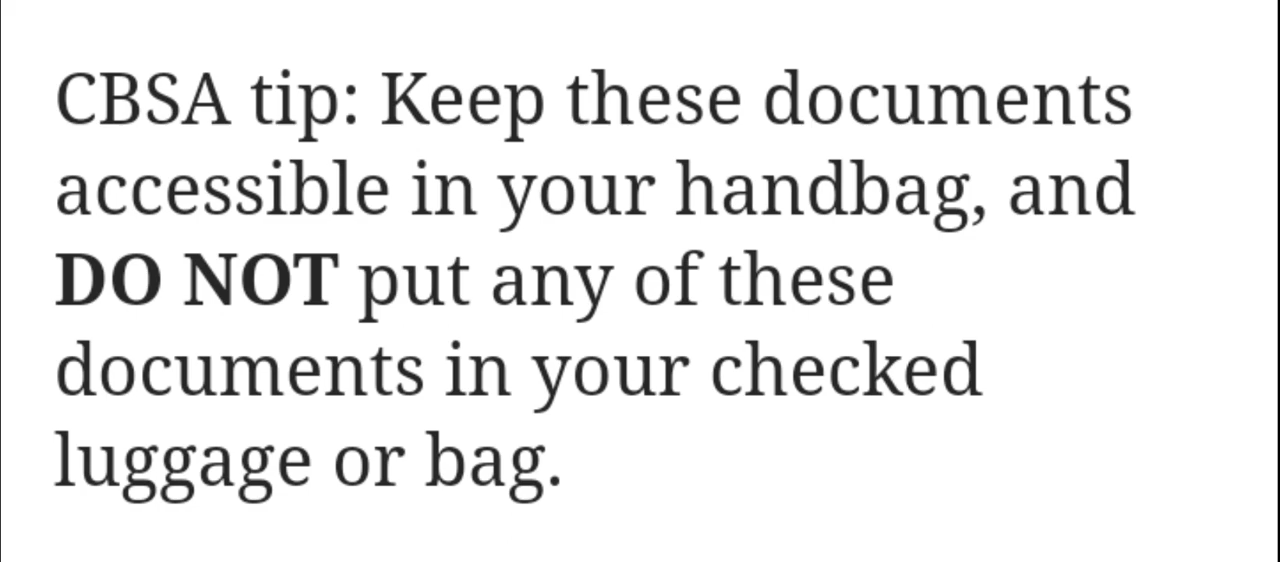 CBSA tip: Keep these documents
accessible in your handbag, and
DO NOT put any of these
documents in your checked
luggage or bag.